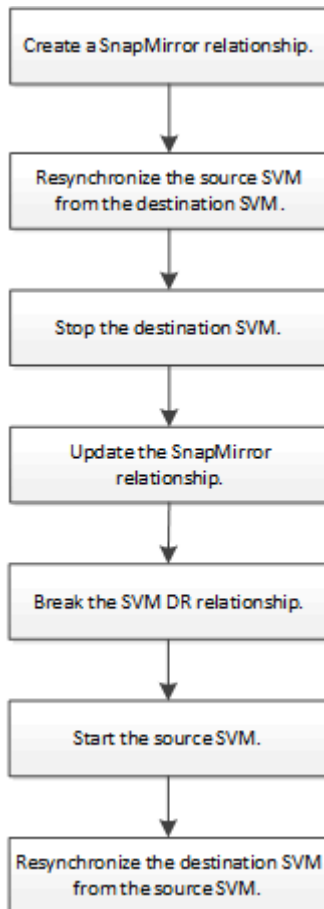 Create a SnapMirror relationship.
Resynchronize the source SVM
from the destination SVM.
Stop the destination SVM.
Update the SnapMirror
relationship.
Break the SVM DR relationship.
Start the source SVM.
Resynchronize the destination SVM
from the source SVM.